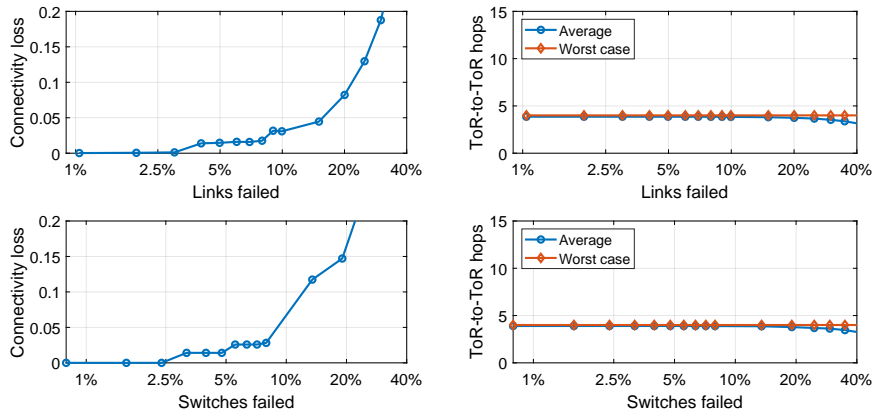 Connectivity loss
0.2
0.15
0.1
0.05
0
1% 2.5% 5% 10% 20% 40%
Links failed
ToR-to-ToR hops
15
10
5
0
Average
Worst case
1% 2.5% 5% 10% 20% 40%
Links failed
Connectivity loss
0.2
0.15
0.1
0.05
0
1% 2.5% 5% 10% 20% 40%
Switches failed
ToR-to-ToR hops
15
10
5
0
Average
Worst case
1% 2.5% 5% 10% 20% 40%
Switches failed